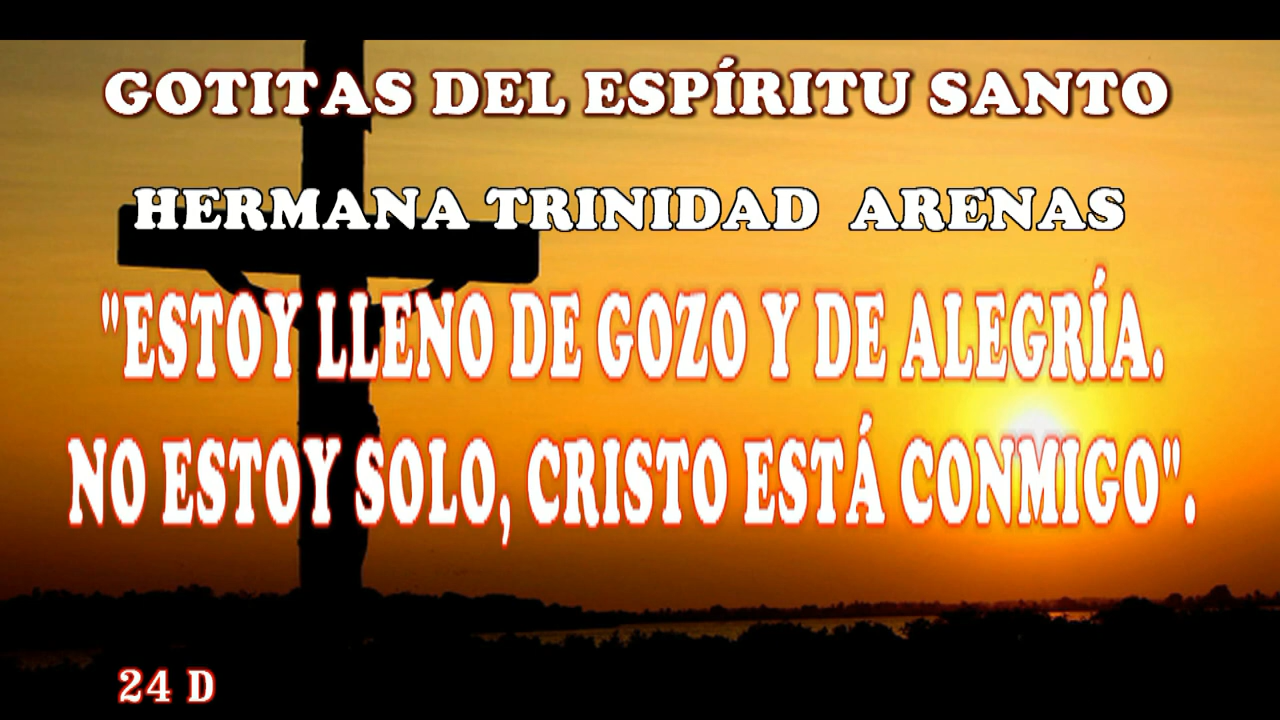 GOTITAS DEL ESPÍRITU SANTO
HERMANA TRINIDAD ARENAS
"ESTOY LLENO DE GOZO Y DE ALEGRÍA.
NO ESTOY SOLO, CRISTO ESTÁ CONMIGO".
24 D